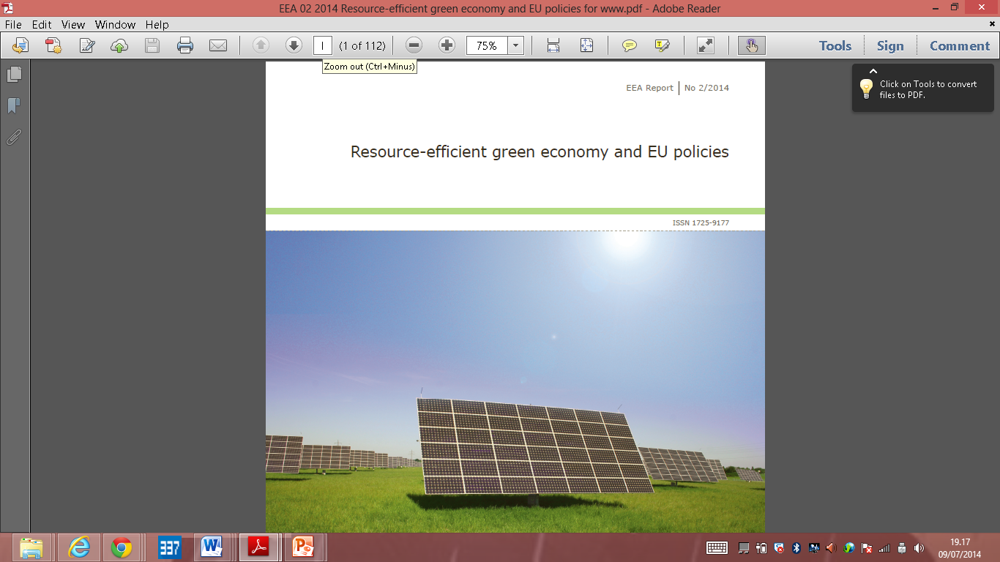 EEA 02 2014 Resource-efficient green economy and EU policies for www.pdf - Adobe Reader
File Edit View Window Help
I (1 of 112) 75% Tools Sign Comment
Zoom out (Ctrl+Minus)
Click on Tools to convert
files to PDF.
EEA Report No 2/2014
Resource-efficient green economy and EU policies
ISSN 1725-9177
337
19.17
09/07/2014